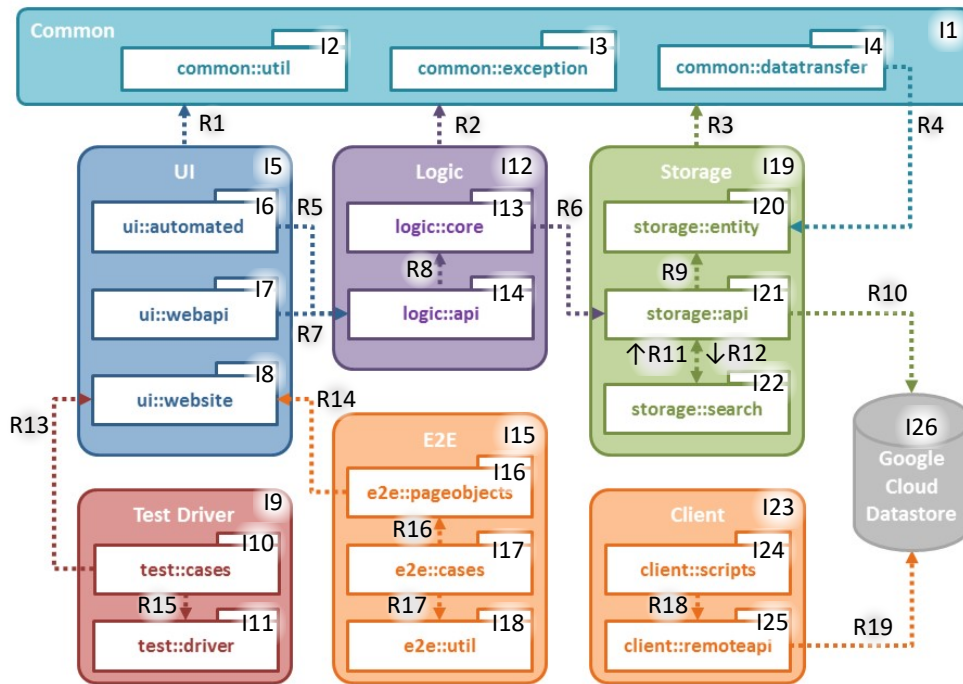 Common
I1
I2
common::util
I3
common::exception
I4
common::datatransfer
R1
R2
R3
R4
UI
I5
Logic
I12
Storage
I19
I6
ui::automated
R5
I13
logic::core
R6
I20
storage::entity
R8
R9
I7
ui::webapi
R7
I14
logic::api
I21
storage::api
R10
↑R11
↓R12
I8
ui::website
R13
R14
I22
storage::search
I26
Google
Cloud
Datastore
E2E
I15
I16
e2e::pageobjects
Test Driver
I9
Client
I23
R16
I10
test::cases
I17
e2e::cases
I24
client::scripts
R15
R17
R18
I11
test::driver
I18
e2e::util
I25
client::remoteapi
R19